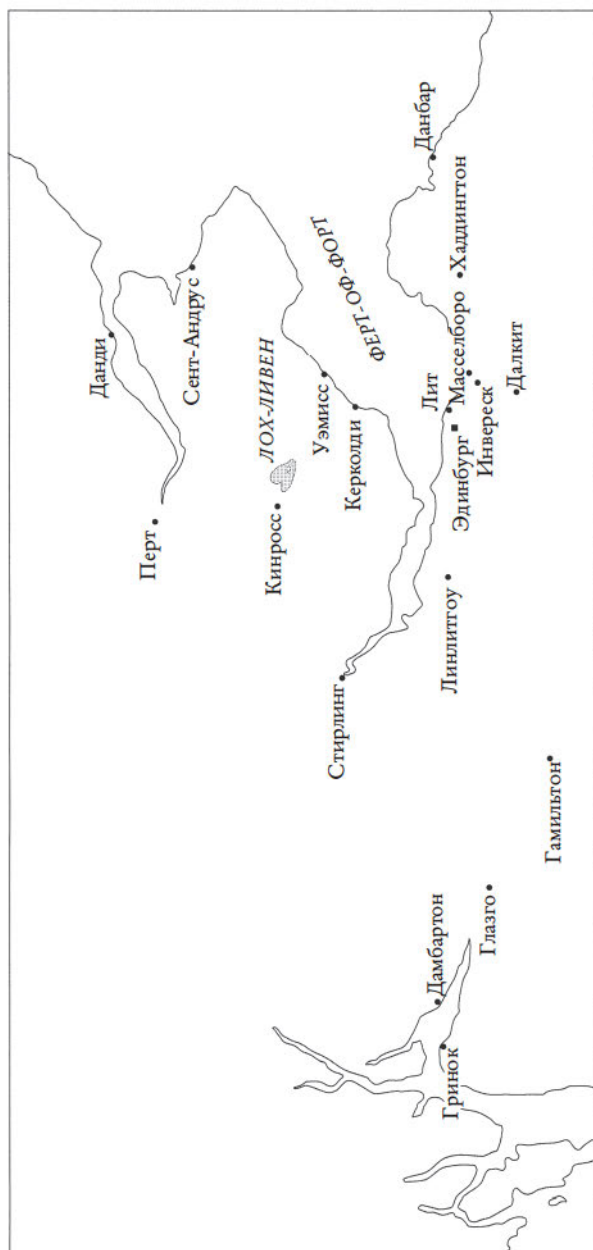 Данди
Перт
Сент-Андрус
ЛОХ-ЛИВЕН
Кинросс
Уэмисс
ФЕРТ-ОФ-ФОРТ
Керколди
Стирлинг
Данбар
Лит
Масселборо
Хаддингтон
Эдинбург
Инвереск
Далкит
Линлитгоу
Гамильтон
Дамбартон
Глазго
Гринок